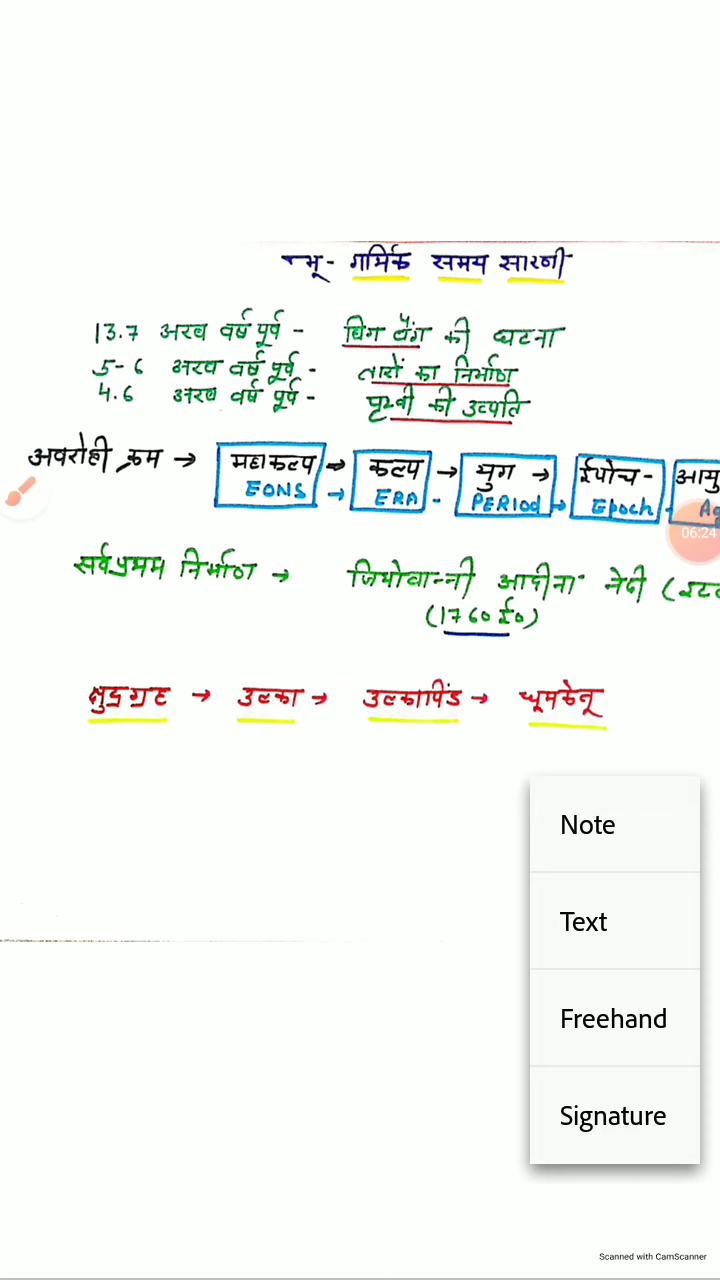 भू- गर्भिक समय सारणी
13.7 अरब वर्ष पूर्व - बिग बैंग की घटना
5-6 अरब वर्ष पूर्व - तारों का निर्माण
4.6 अरब वर्ष पूर्व - पृथ्वी की उत्पति
अवरोही क्रम → महाकल्प → कल्प → युग → ईपोच - आयु
EONS → ERA - PERIOD → Epoch - Ag
06:24
सर्वप्रथम निर्माण → जियोवान्नी आर्दीना नेदी (इटल
(1760 ई०)
क्षुद्रग्रह → उल्का → उल्कापिंड → धूमकेतू
Note
Text
Freehand
Signature
Scanned with CamScanner